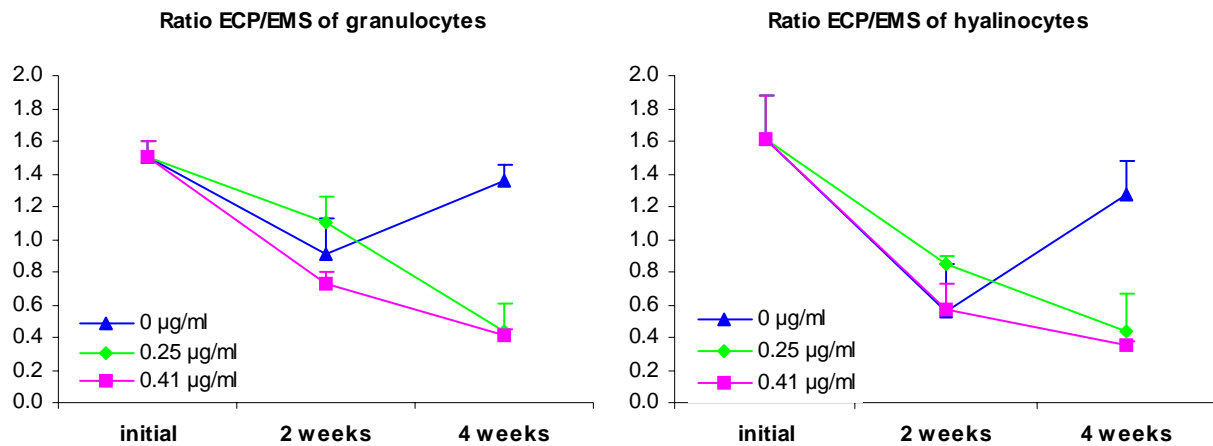 Ratio ECP/EMS of granulocytes
2.0
1.8
1.6
1.4
1.2
1.0
0.8
0.6
0.4
0.2
0.0
0 µg/ml
0.25 µg/ml
0.41 µg/ml
initial 2 weeks 4 weeks
Ratio ECP/EMS of hyalinocytes
2.0
1.8
1.6
1.4
1.2
1.0
0.8
0.6
0.4
0.2
0.0
0 µg/ml
0.25 µg/ml
0.41 µg/ml
initial 2 weeks 4 weeks